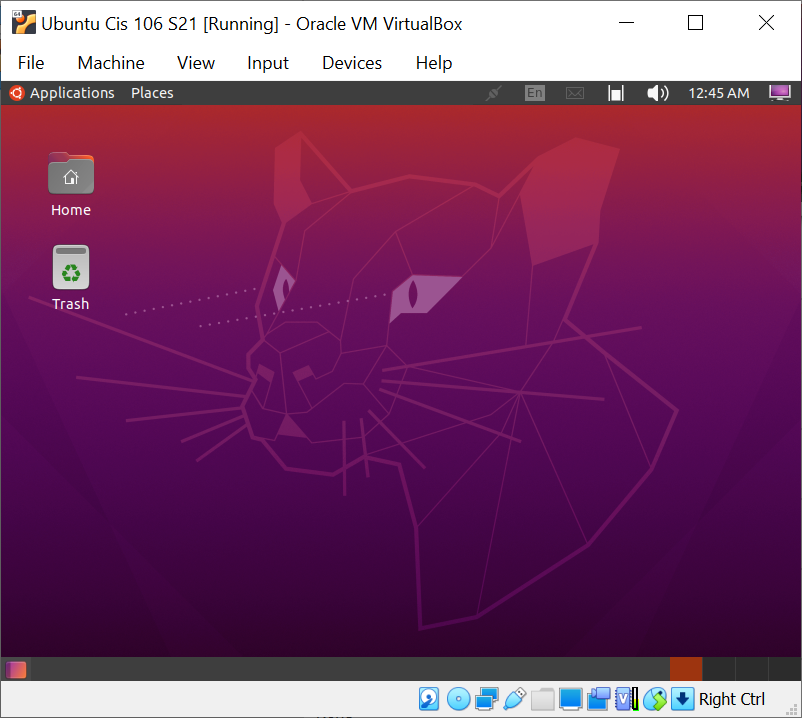 Ubuntu Cis 106 S21 [Running] - Oracle VM VirtualBox
File Machine View Input Devices Help
Applications Places En 12:45 AM
Home
Trash
Right Ctrl